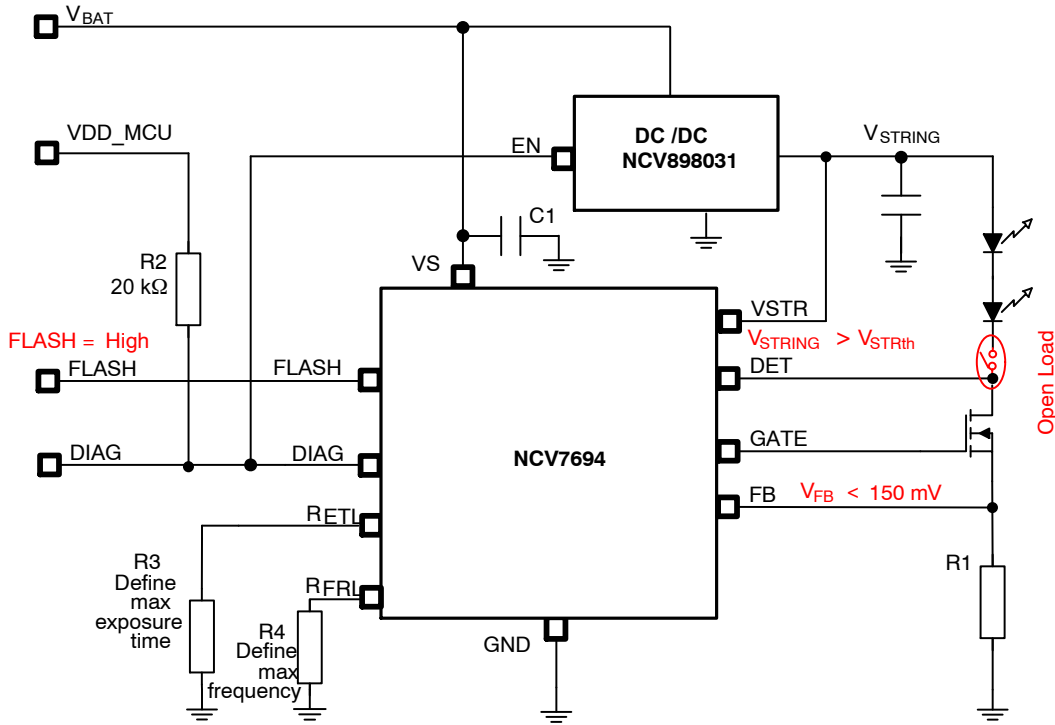 VBAT
VDD_MCU
EN
DC /DC
NCV898031
VSTRING
C1
R2
20 kΩ
VS
VSTR
FLASH = High
VSTRING > VSTRth
FLASH
FLASH
DET
Open Load
DIAG
DIAG
NCV7694
GATE
FB
VFB < 150 mV
RETL
R3
Define
max
exposure
time
RFRL
R1
R4
Define
max
frequency
GND